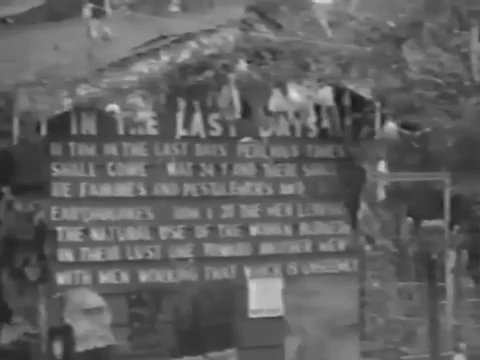 IN THE LAST DAYS
III TIM IN THE LAST DAYS PERILOUS TIMES
SHALL COME MAT 24 7 AND THERE SHALL
BE FAMINES AND PESTILENCES AND
EARTHQUAKES ROM 1 27 THE MEN LEAVING
THE NATURAL USE OF THE WOMAN BURNED
IN THEIR LUST ONE TOWARD ANOTHER MEN
WITH MEN WORKING THAT WHICH IS UNSEEMLY